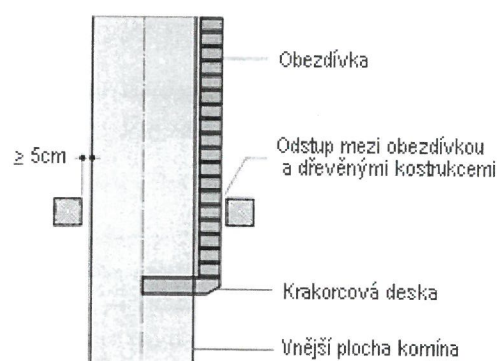 Obezdívka
≥ 5cm
Odstup mezi obezdívkou
a dřevěnými kostrukcemi
Krakorcová deska
Vnější plocha komína